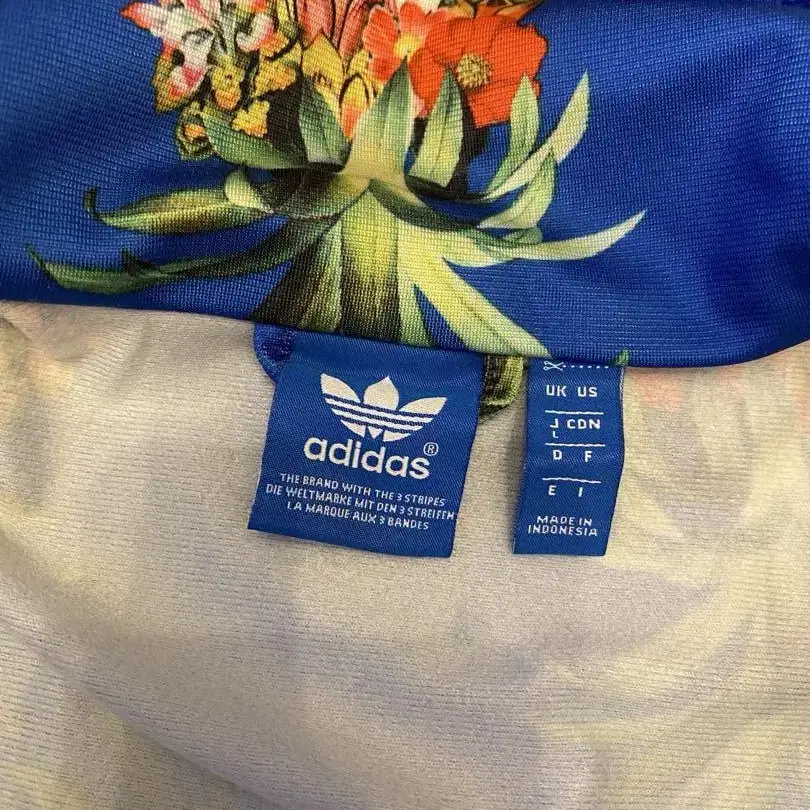 adidas®
THE BRAND WITH THE 3 STRIPES
DIE WELTMARKE MIT DEN 3 STREIFEN
LA MARQUE AUX 3 BANDES
UK US
J CDN
L
D F
E I
MADE IN
INDONESIA